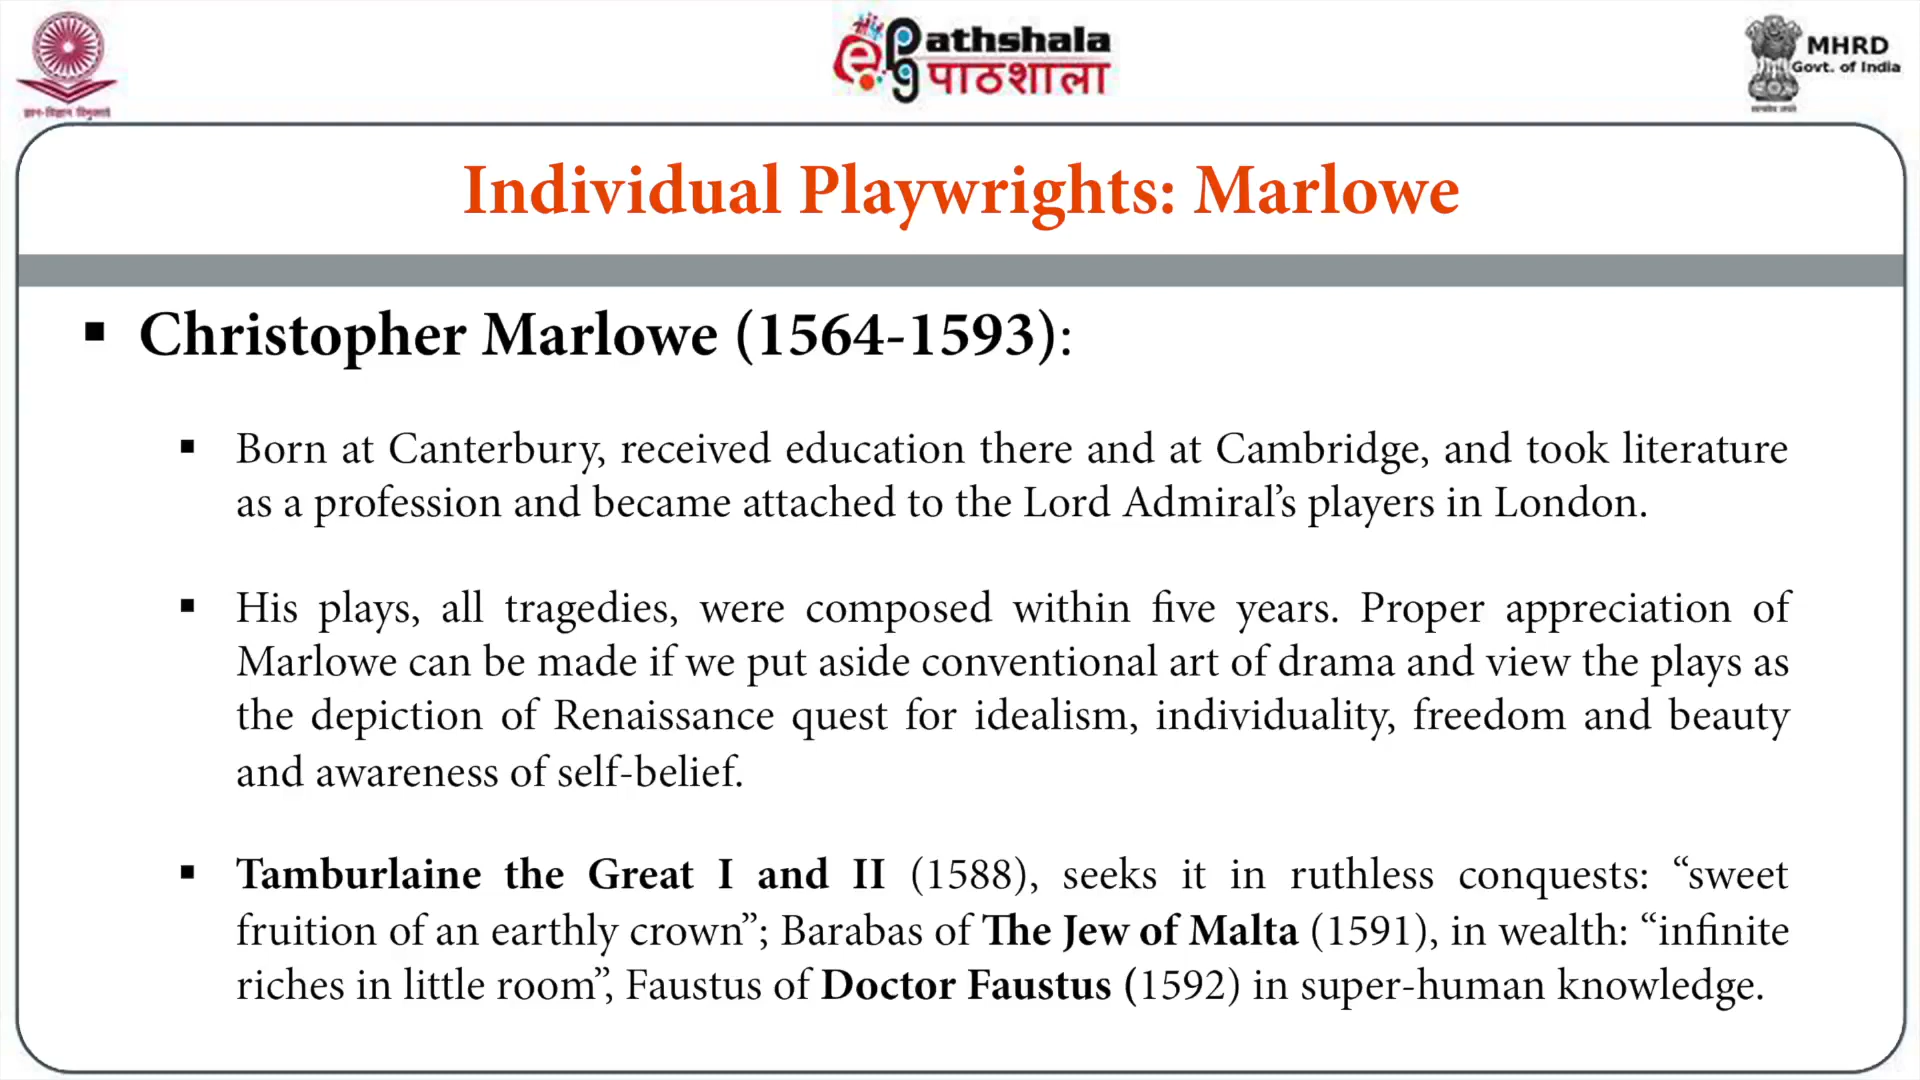 ज्ञान-विज्ञान विमुक्तये
ePathshala
पाठशाला
MHRD
Govt. of India
सत्यमेव जयते
Individual Playwrights: Marlowe
▪ Christopher Marlowe (1564-1593):
▪ Born at Canterbury, received education there and at Cambridge, and took literature
as a profession and became attached to the Lord Admiral’s players in London.
▪ His plays, all tragedies, were composed within five years. Proper appreciation of
Marlowe can be made if we put aside conventional art of drama and view the plays as
the depiction of Renaissance quest for idealism, individuality, freedom and beauty
and awareness of self-belief.
▪ Tamburlaine the Great I and II (1588), seeks it in ruthless conquests: “sweet
fruition of an earthly crown”; Barabas of The Jew of Malta (1591), in wealth: “infinite
riches in little room”, Faustus of Doctor Faustus (1592) in super-human knowledge.